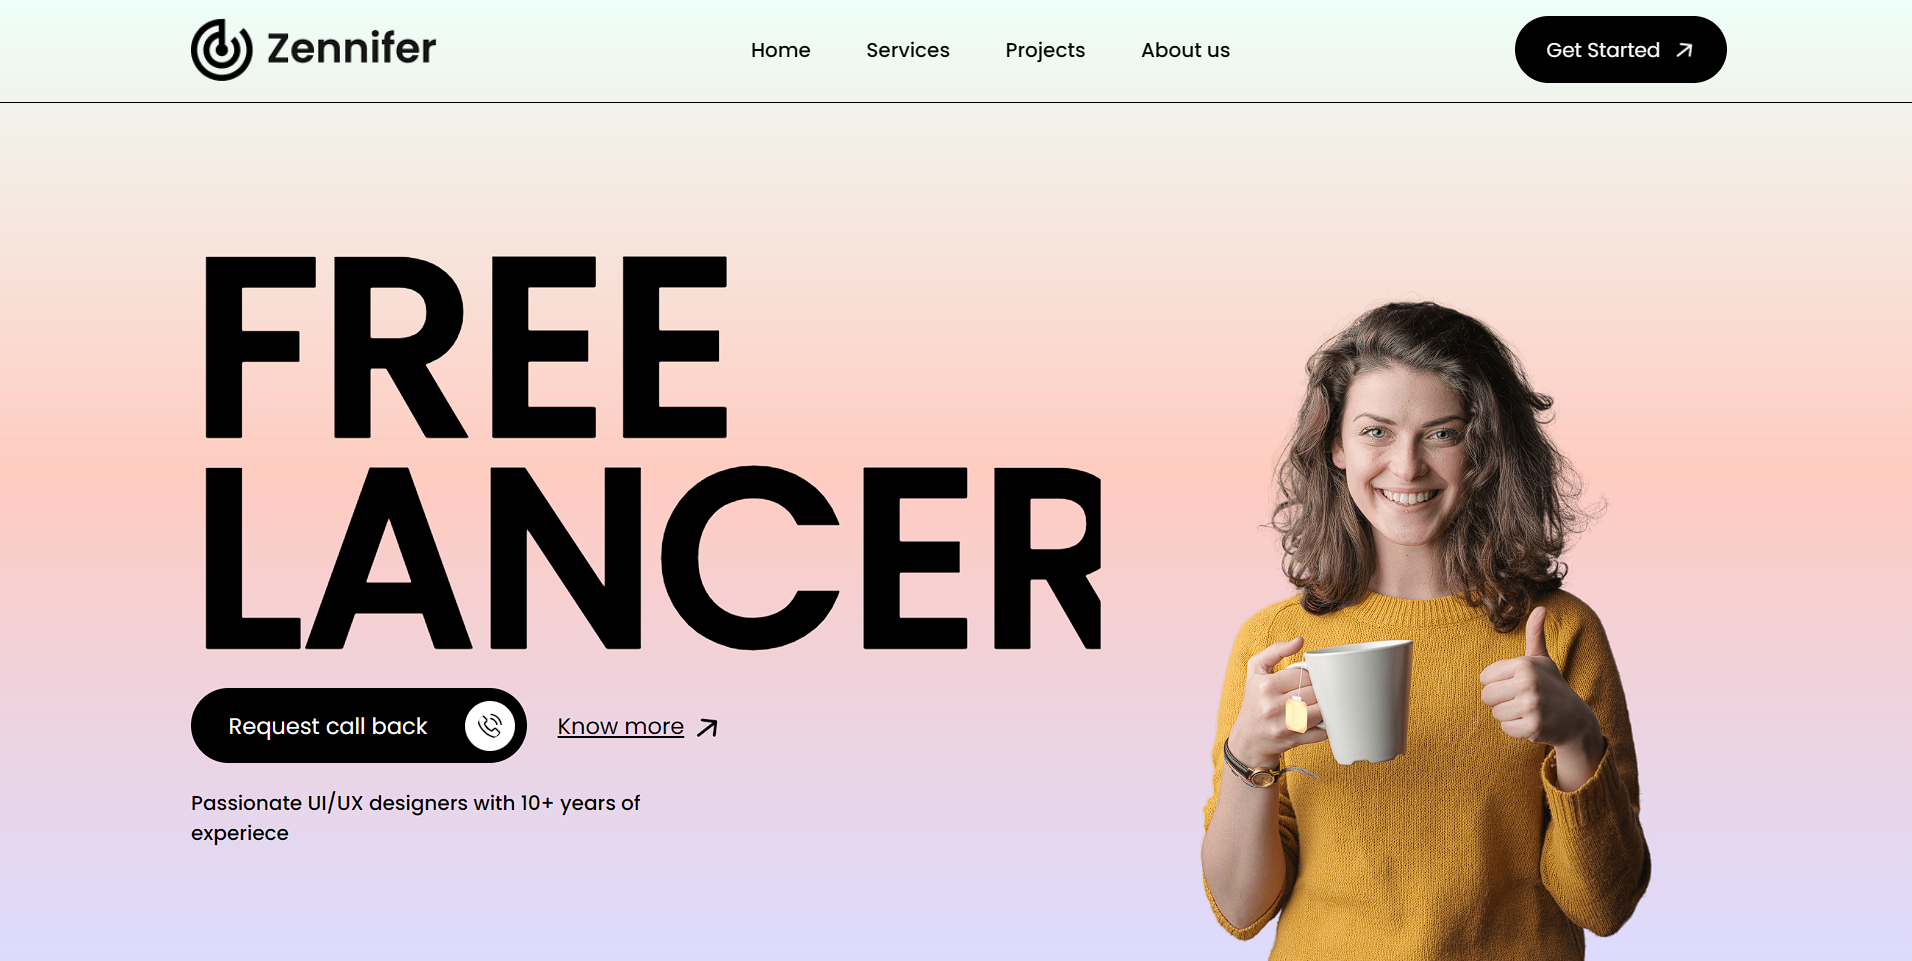 Zennifer
Home Services Projects About us
Get Started
FREE
LANCER
Request call back
Know more
Passionate UI/UX designers with 10+ years of
experiece